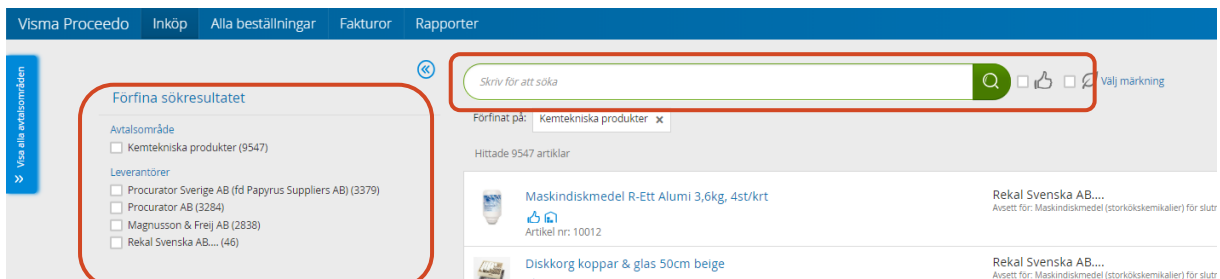 Visma Proceedo Inköp Alla beställningar Fakturor Rapporter
Visa alla avtalsområden
Förfina sökresultatet
Avtalsområde
Kemtekniska produkter (9547)
Leverantörer
Procurator Sverige AB (fd Papyrus Suppliers AB) (3379)
Procurator AB (3284)
Magnusson & Freij AB (2838)
Rekal Svenska AB.... (46)
Skriv för att söka
Välj märkning
Förfinat på: Kemtekniska produkter x
Hittade 9547 artiklar
Maskindiskmedel R-Ett Alumi 3,6kg, 4st/krt
Artikel nr: 10012
Rekal Svenska AB....
Avsett för: Maskindiskmedel (storkökskemikalier) för slutr
Diskkorg koppar & glas 50cm beige
Rekal Svenska AB....
Avsett för: Maskindiskmedel (storkökskemikalier) för slutr